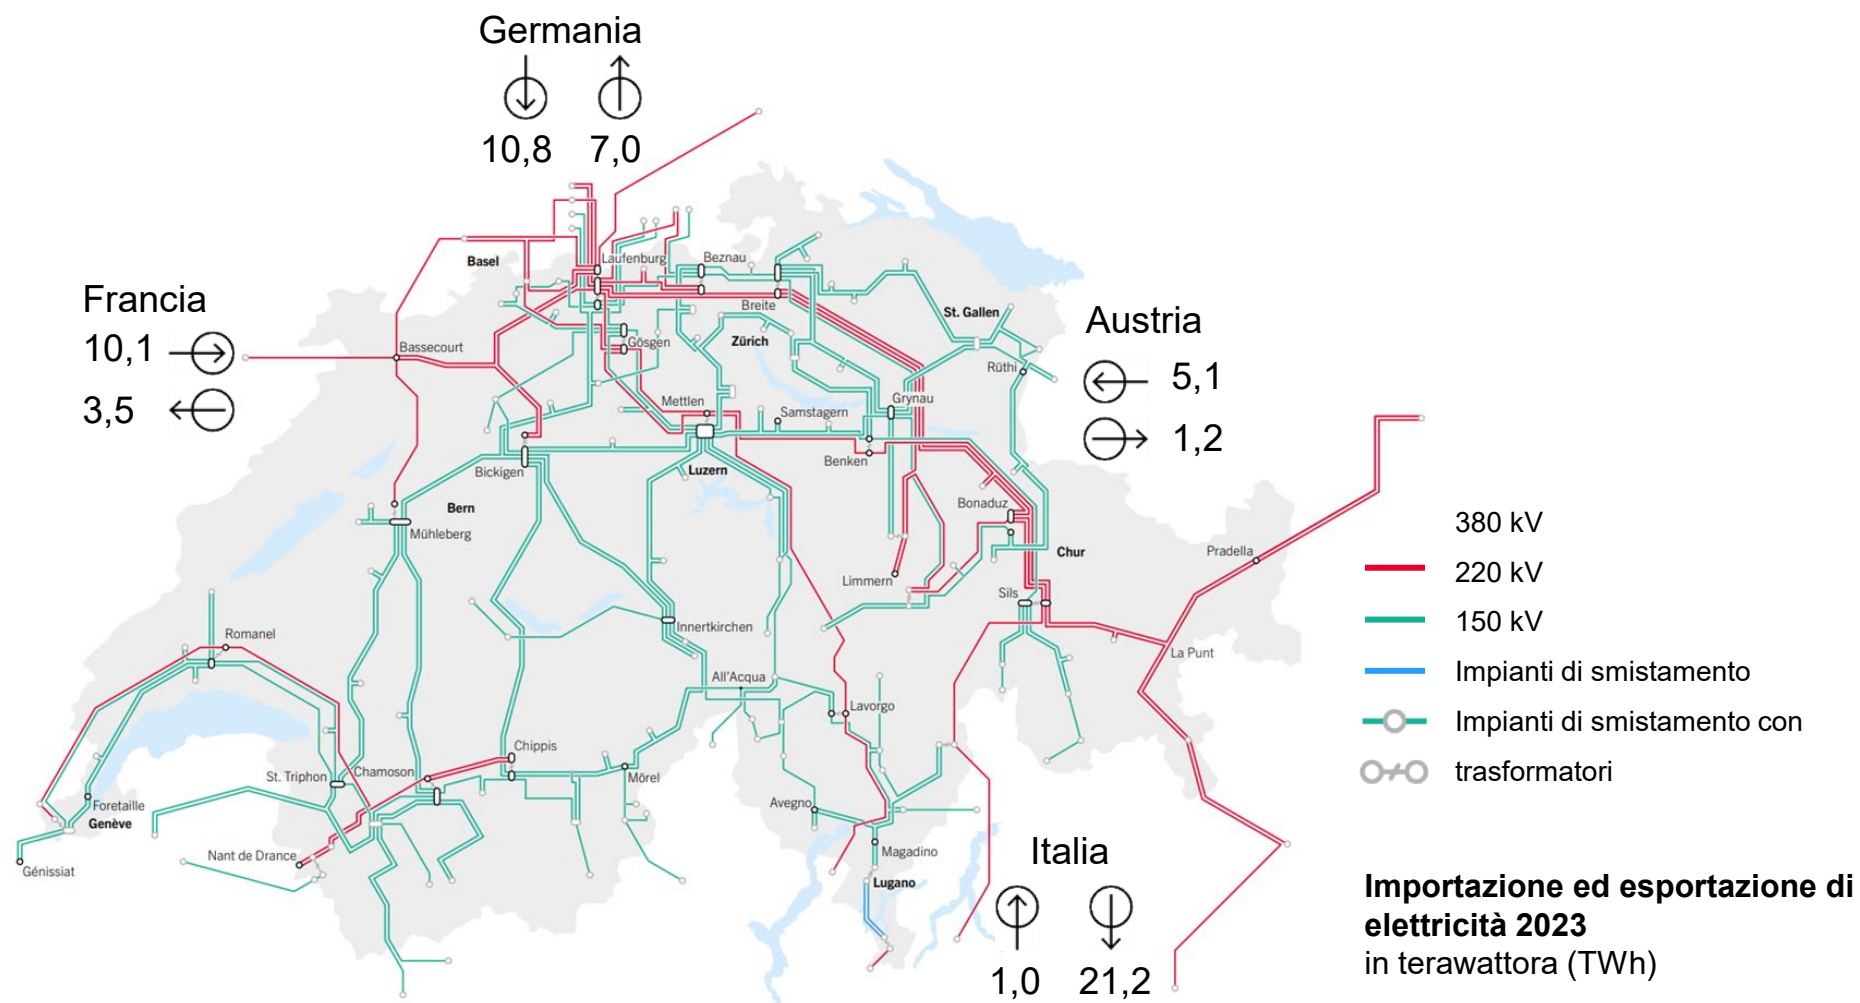 Germania
10,8 7,0
Francia
10,1
3,5
Austria
5,1
1,2
Italia
1,0 21,2
Basel
Laufenburg
Beznau
Breite
Zürich
St. Gallen
Rüthi
Bassecourt
Gösgen
Mettlen
Samstagern
Grynau
Benken
Bickigen
Luzern
Bern
Mühleberg
Bonaduz
Chur
Limmern
Sils
Pradella
La Punt
Innertkirchen
Romanel
All'Acqua
Lavorgo
Chippis
St. Triphon
Chamoson
Mörel
Foretaille
Genève
Génissiat
Nant de Drance
Avegno
Magadino
Lugano
380 kV
220 kV
150 kV
Impianti di smistamento
Impianti di smistamento con
trasformatori
Importazione ed esportazione di
elettricità 2023
in terawattora (TWh)